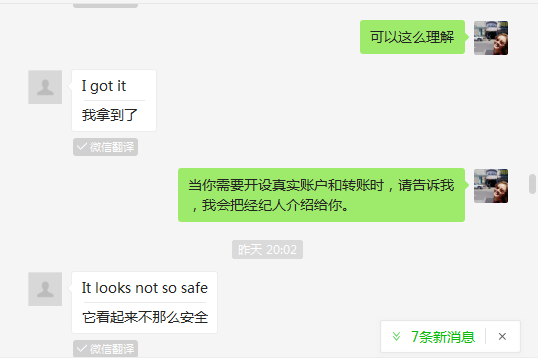 可以这么理解
I got it
我拿到了
微信翻译
当你需要开设真实账户和转账时，请告诉我
，我会把经纪人介绍给你。
昨天 20:02
It looks not so safe
它看起来不那么安全
微信翻译
7条新消息